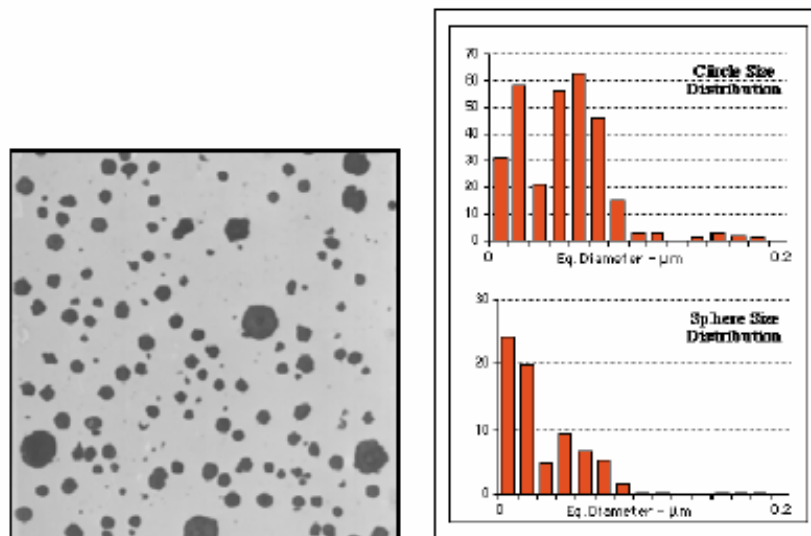 70
Circle Size
Distribution
60
50
40
30
20
10
0
0 0.2
Eq. Diameter - µm
30
Sphere Size
Distribution
20
10
0
0 0.2
Eq. Diameter - µm